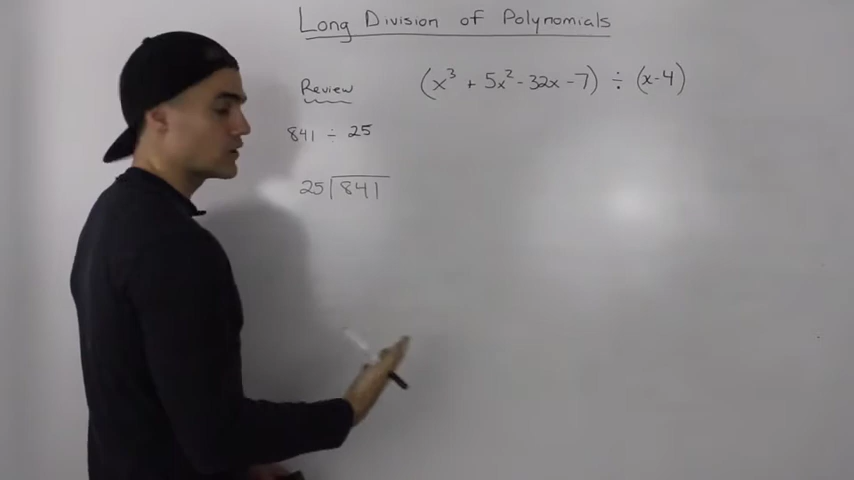 Long Division of Polynomials
Review
(x³ + 5x² - 32x - 7) ÷ (x-4)
841 ÷ 25
25)841